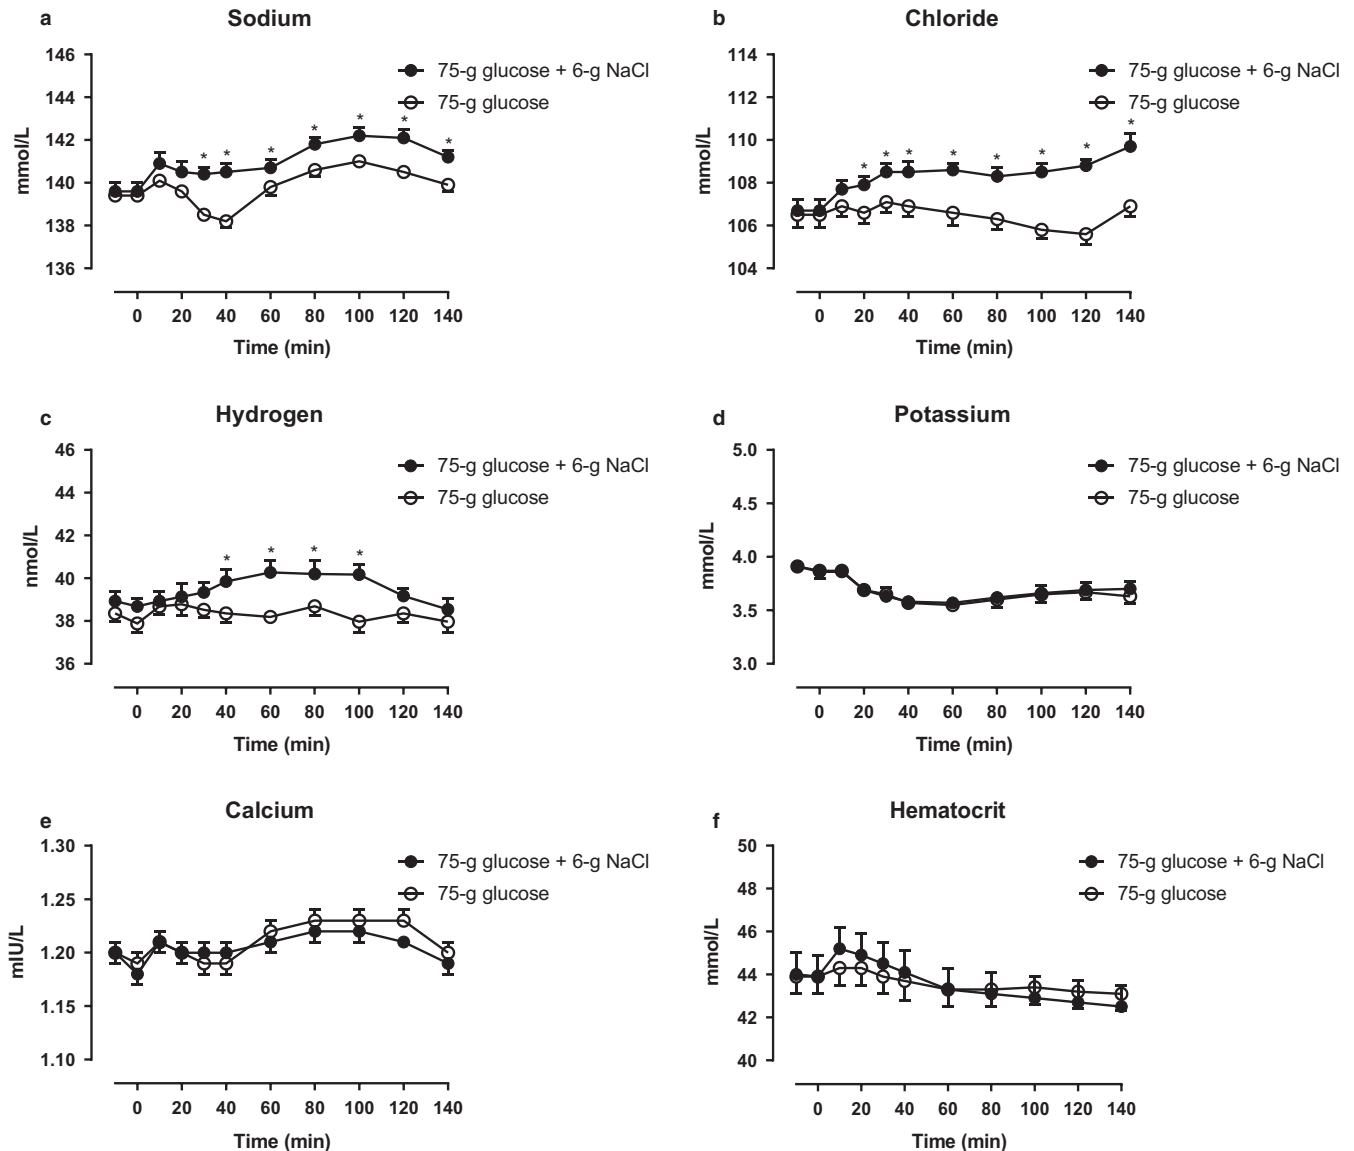 a
Sodium
146
144
142
140
138
136
mmol/L
75-g glucose + 6-g NaCl
75-g glucose
* * * * * * *
0 20 40 60 80 100 120 140
Time (min)
b
Chloride
114
112
110
108
106
104
mmol/L
75-g glucose + 6-g NaCl
75-g glucose
* * * * * * * *
0 20 40 60 80 100 120 140
Time (min)
c
Hydrogen
46
44
42
40
38
36
nmol/L
75-g glucose + 6-g NaCl
75-g glucose
* * * *
0 20 40 60 80 100 120 140
Time (min)
d
Potassium
5.0
4.5
4.0
3.5
3.0
mmol/L
75-g glucose + 6-g NaCl
75-g glucose
0 20 40 60 80 100 120 140
Time (min)
e
Calcium
1.30
1.25
1.20
1.15
1.10
mIU/L
75-g glucose + 6-g NaCl
75-g glucose
0 20 40 60 80 100 120 140
Time (min)
f
Hematocrit
50
48
46
44
42
40
mmol/L
75-g glucose + 6-g NaCl
75-g glucose
0 20 40 60 80 100 120 140
Time (min)